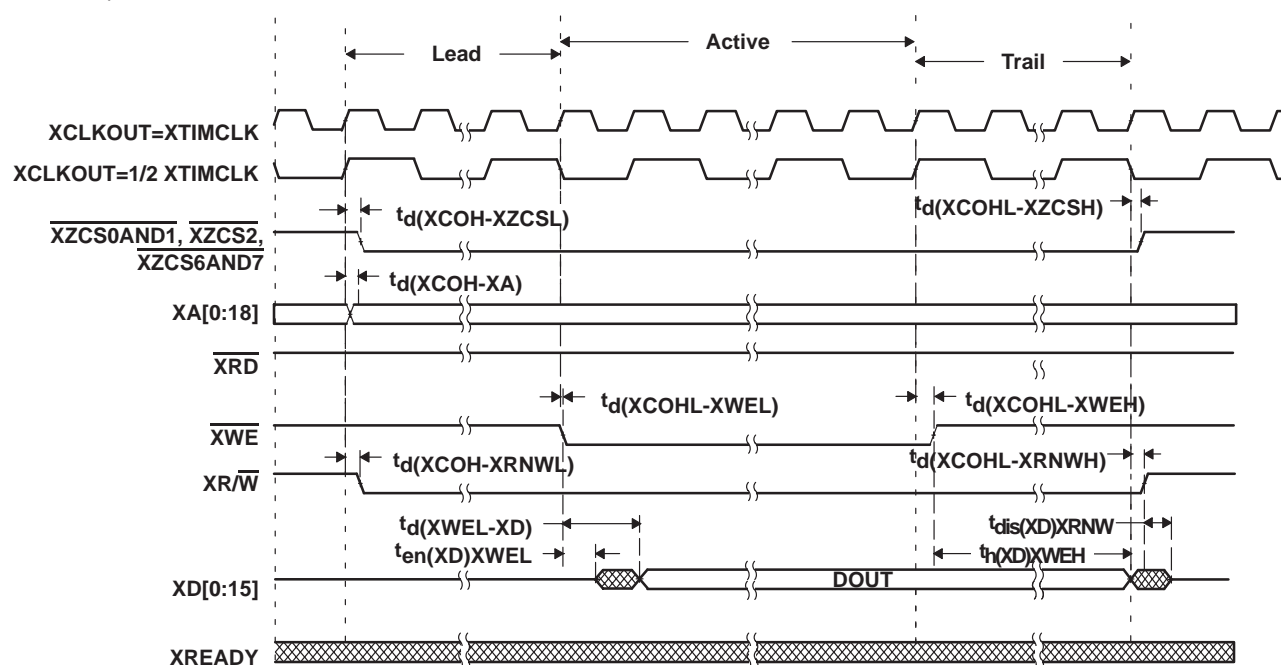 Lead
Active
Trail
XCLKOUT=XTIMCLK
XCLKOUT=1/2 XTIMCLK
td(XCOH-XZCSL)
td(XCOHL-XZCSH)
XZCS0AND1, XZCS2,
XZCS6AND7
td(XCOH-XA)
XA[0:18]
XRD
td(XCOHL-XWEL)
td(XCOHL-XWEH)
XWE
td(XCOH-XRNWL)
td(XCOHL-XRNWH)
XR/W
td(XWEL-XD)
tdis(XD)XRNW
ten(XD)XWEL
th(XD)XWEH
XD[0:15]
DOUT
XREADY